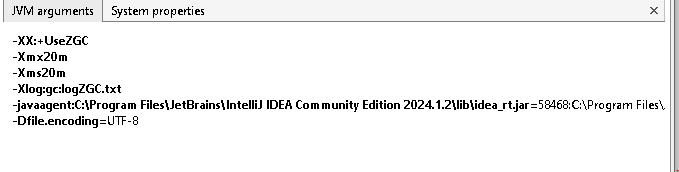 JVM arguments System properties
-XX:+UseZGC
-Xmx20m
-Xms20m
-Xlog:gc:logZGC.txt
-javaagent:C:\Program Files\JetBrains\IntelliJ IDEA Community Edition 2024.1.2\lib\idea_rt.jar=58468:C:\Program Files\
-Dfile.encoding=UTF-8